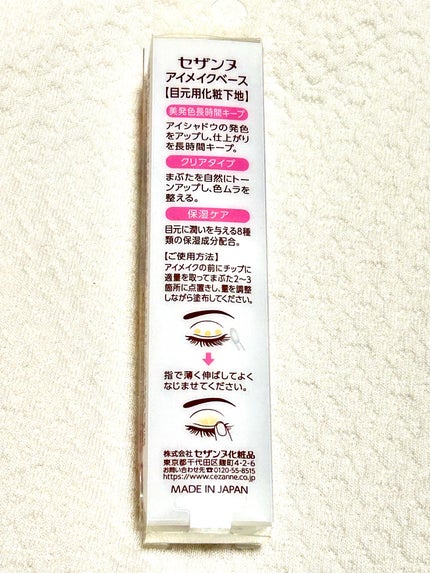 セザンヌ
アイメイクベース
【目元用化粧下地】
美発色長時間キープ
アイシャドウの発色
をアップし、仕上がり
を長時間キープ。
クリアタイプ
まぶたを自然にトー
ンアップし、色ムラを
整える。
保湿ケア
目元に潤いを与える8種
類の保湿成分配合。
【ご使用方法】
アイメイクの前にチップに
適量を取ってまぶた2〜3
箇所に点置きし、量を調整
しながら塗布してください。
指で薄く伸ばしてよく
なじませてください。
株式会社 セザンヌ化粧品
東京都千代田区麹町4-2-6
お問い合わせ先☎0120-55-8515
https://www.cezanne.co.jp
MADE IN JAPAN